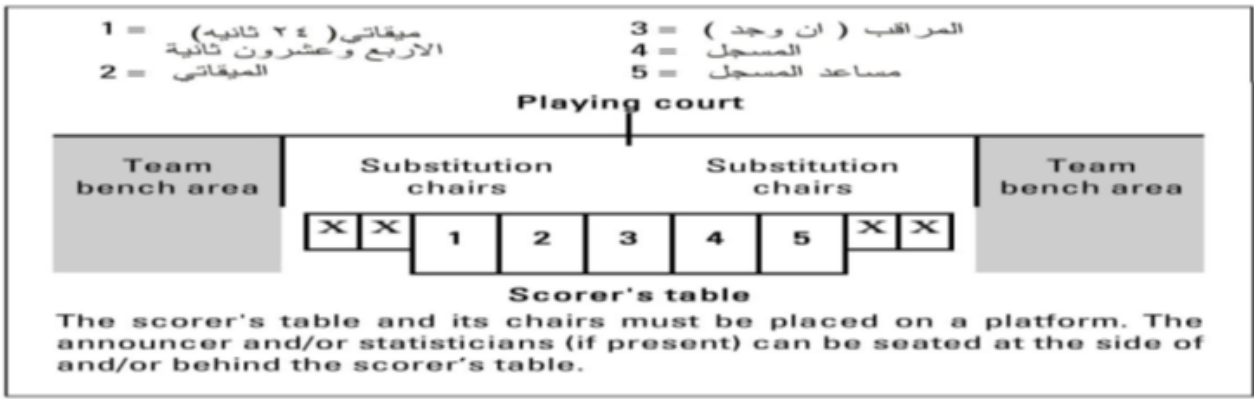 1 = ميقاتي( ٢٤ ثانيه)
الاربع وعشرون ثانية
2 = الميقاتي
3 = المراقب ( ان وجد )
4 = المسجل
5 = مساعد المسجل
Playing court
Team
bench area
Substitution
chairs
Substitution
chairs
Team
bench area
X X 1 2 3 4 5 X X
Scorer's table
The scorer's table and its chairs must be placed on a platform. The
announcer and/or statisticians (if present) can be seated at the side of
and/or behind the scorer's table.